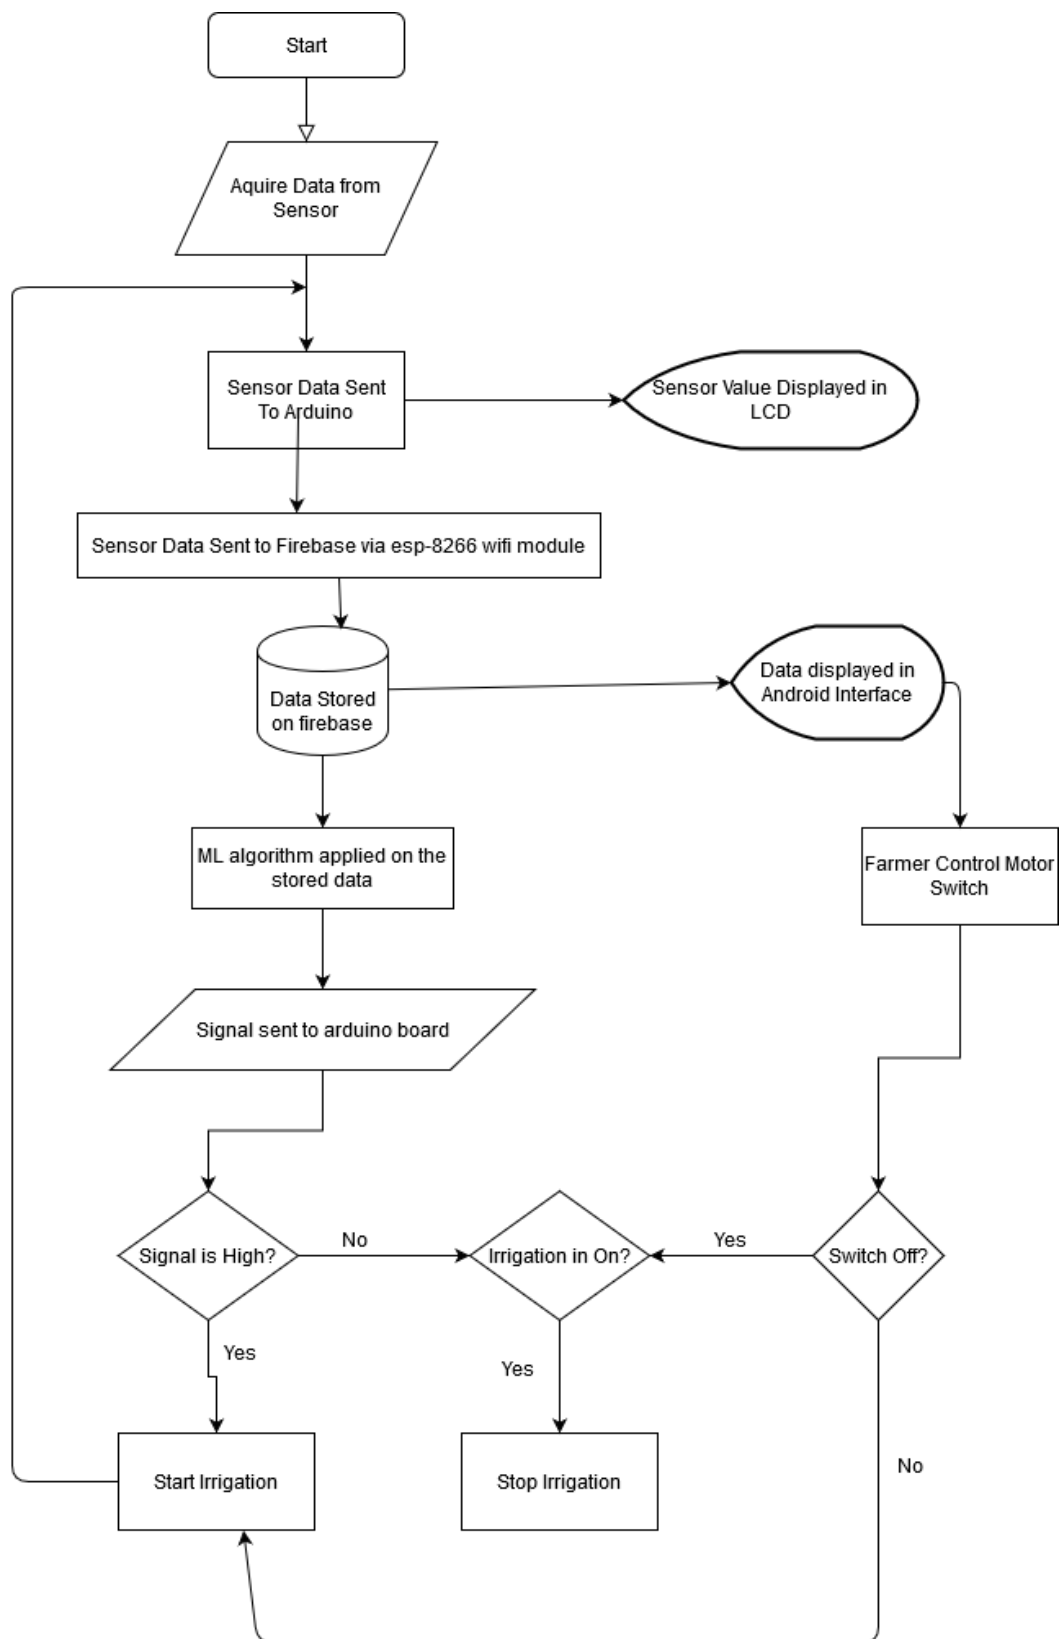 Start
Aquire Data from
Sensor
Sensor Data Sent
To Arduino
Sensor Value Displayed in
LCD
Sensor Data Sent to Firebase via esp-8266 wifi module
Data Stored
on firebase
Data displayed in
Android Interface
ML algorithm applied on the
stored data
Farmer Control Motor
Switch
Signal sent to arduino board
Signal is High?
No
Irrigation in On?
Yes
Switch Off?
Yes
Yes
Start Irrigation
Stop Irrigation
No